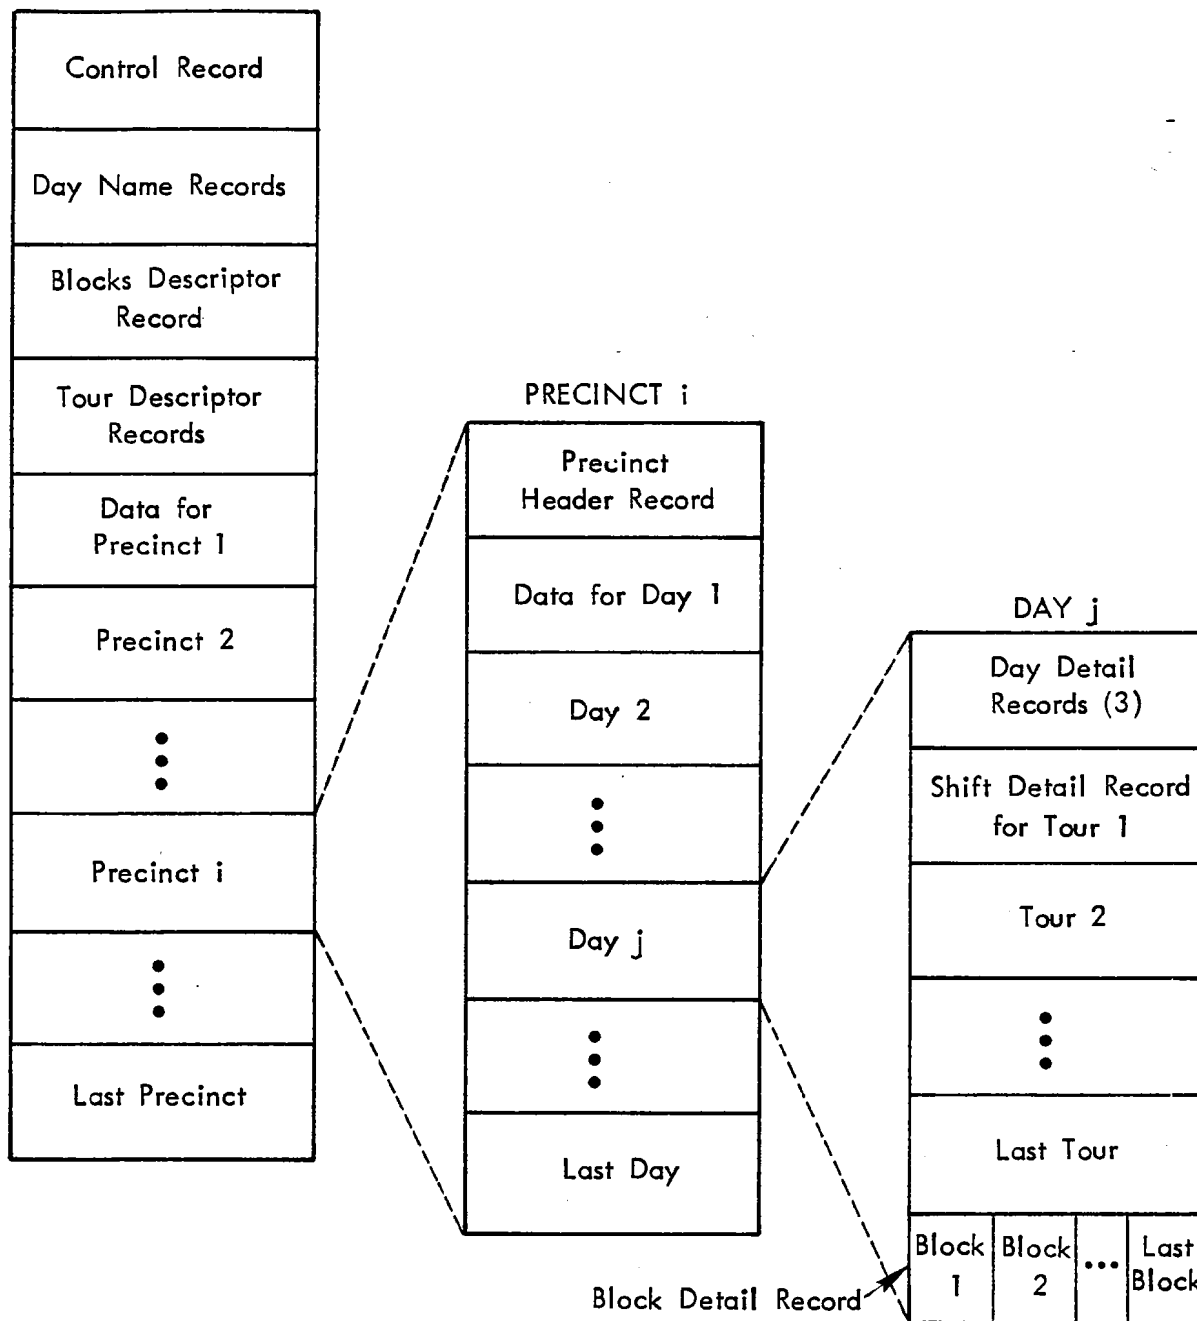 Control Record
Day Name Records
Blocks Descriptor
Record
Tour Descriptor
Records
Data for
Precinct 1
Precinct 2
Precinct i
Last Precinct
PRECINCT i
Precinct
Header Record
Data for Day 1
Day 2
Day j
Last Day
DAY j
Day Detail
Records (3)
Shift Detail Record
for Tour 1
Tour 2
Last Tour
Block
1
Block
2
...
Last
Block
Block Detail Record